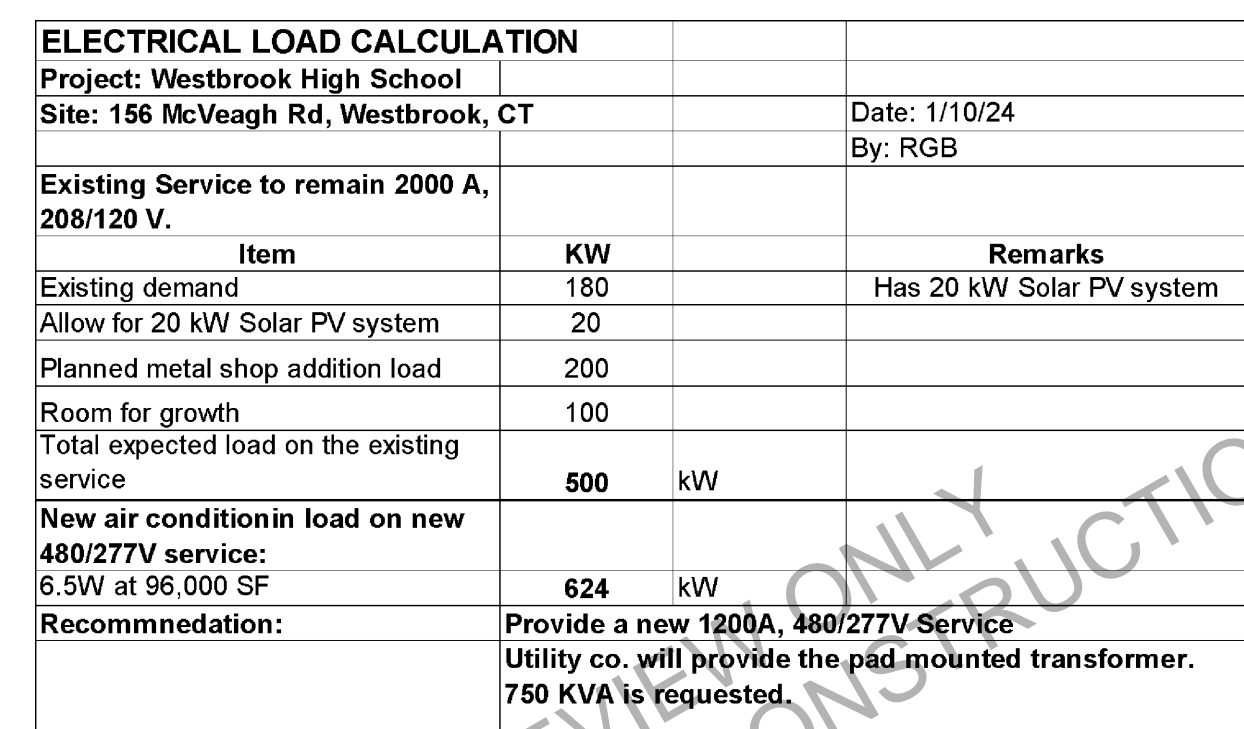 ELECTRICAL LOAD CALCULATION
Project: Westbrook High School
Site: 156 McVeagh Rd, Westbrook, CT
Date: 1/10/24
By: RGB
Existing Service to remain 2000 A,
208/120 V.
Item KW Remarks
Existing demand 180 Has 20 kW Solar PV system
Allow for 20 kW Solar PV system 20
Planned metal shop addition load 200
Room for growth 100
Total expected load on the existing
service 500 kW
New air conditionin load on new
480/277V service:
6.5W at 96,000 SF 624 kW
Recommnedation: Provide a new 1200A, 480/277V Service
Utility co. will provide the pad mounted transformer.
750 KVA is requested.